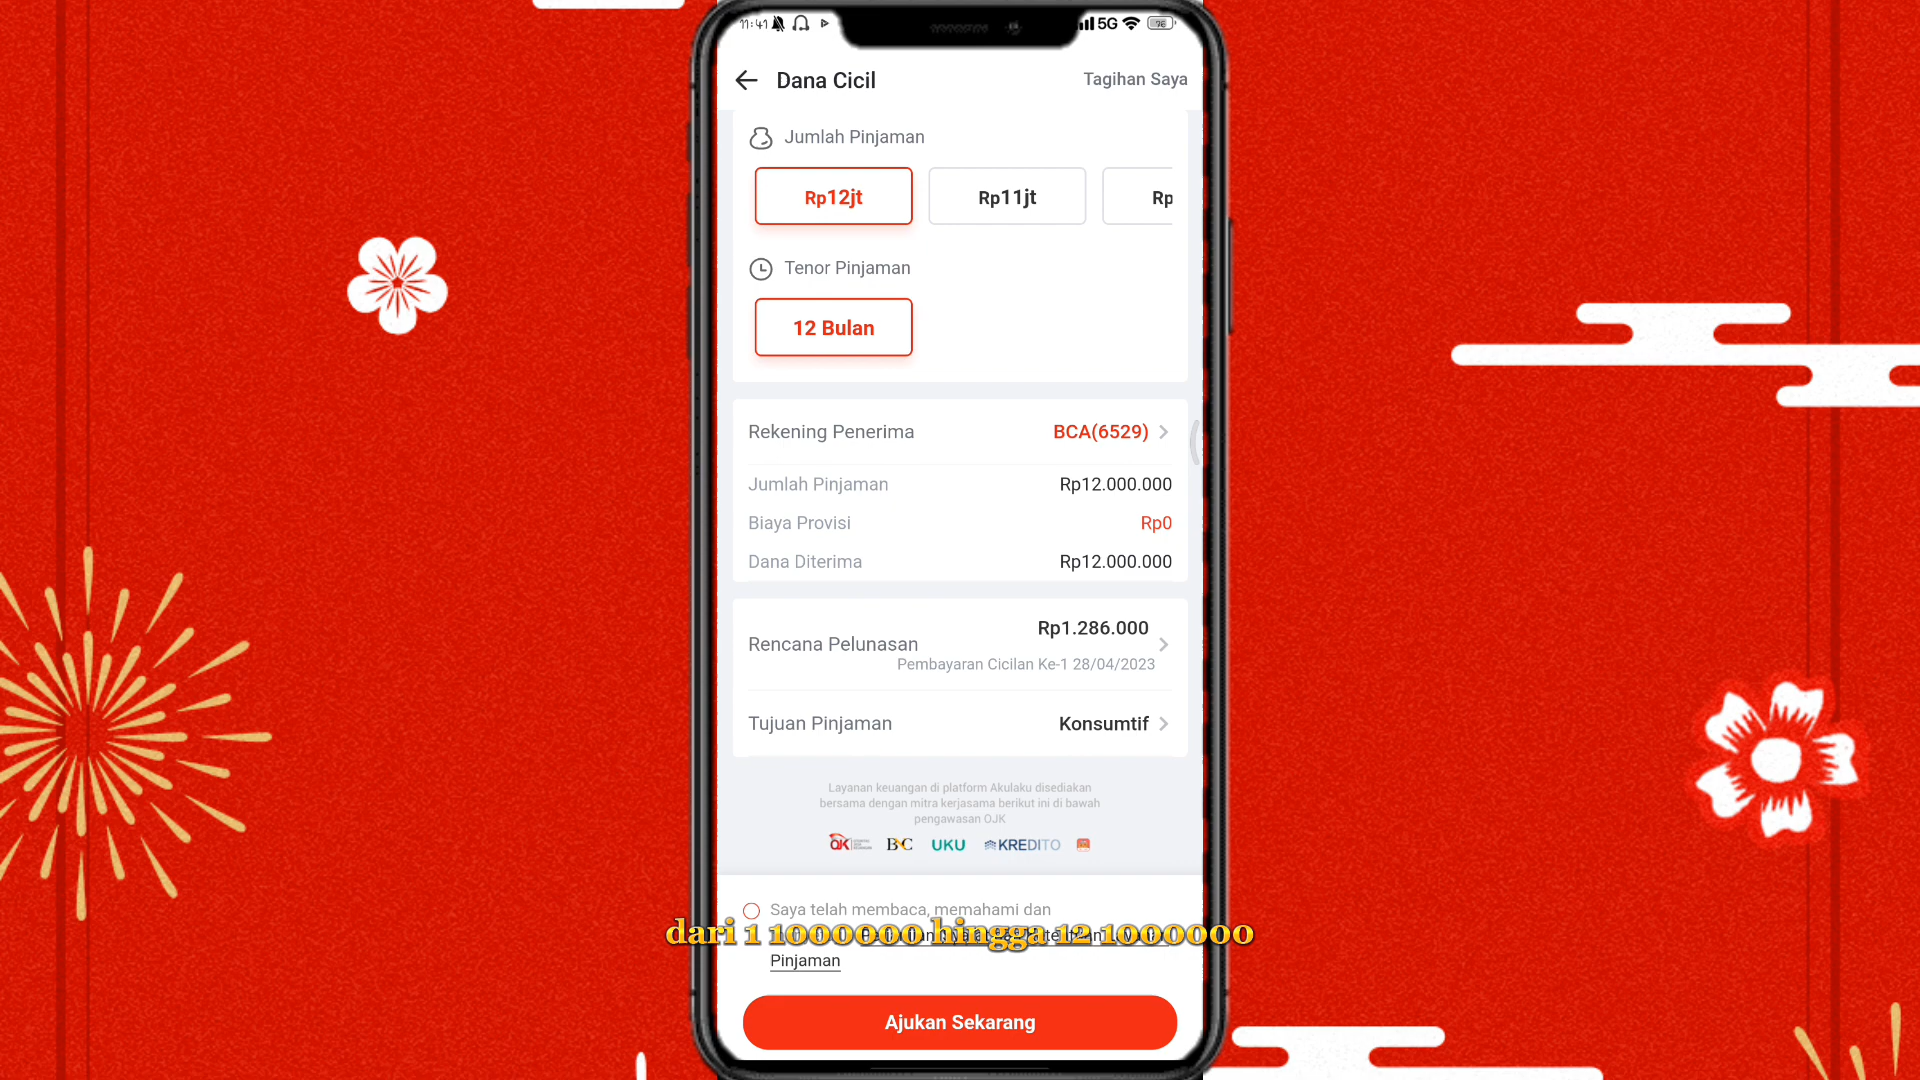 11:41 5G 76
Dana Cicil Tagihan Saya
Jumlah Pinjaman
Rp12jt Rp11jt Rp
Tenor Pinjaman
12 Bulan
Rekening Penerima BCA(6529)
Jumlah Pinjaman Rp12.000.000
Biaya Provisi Rp0
Dana Diterima Rp12.000.000
Rp1.286.000
Rencana Pelunasan
Pembayaran Cicilan Ke-1 28/04/2023
Tujuan Pinjaman Konsumtif
Layanan keuangan di platform Akulaku disediakan
bersama dengan mitra kerjasama berikut ini di bawah
pengawasan OJK
OJK BNC UKU KREDITO
Saya telah membaca, memahami dan
dari 1 1000000 hingga 12 1000000
Pinjaman
Ajukan Sekarang